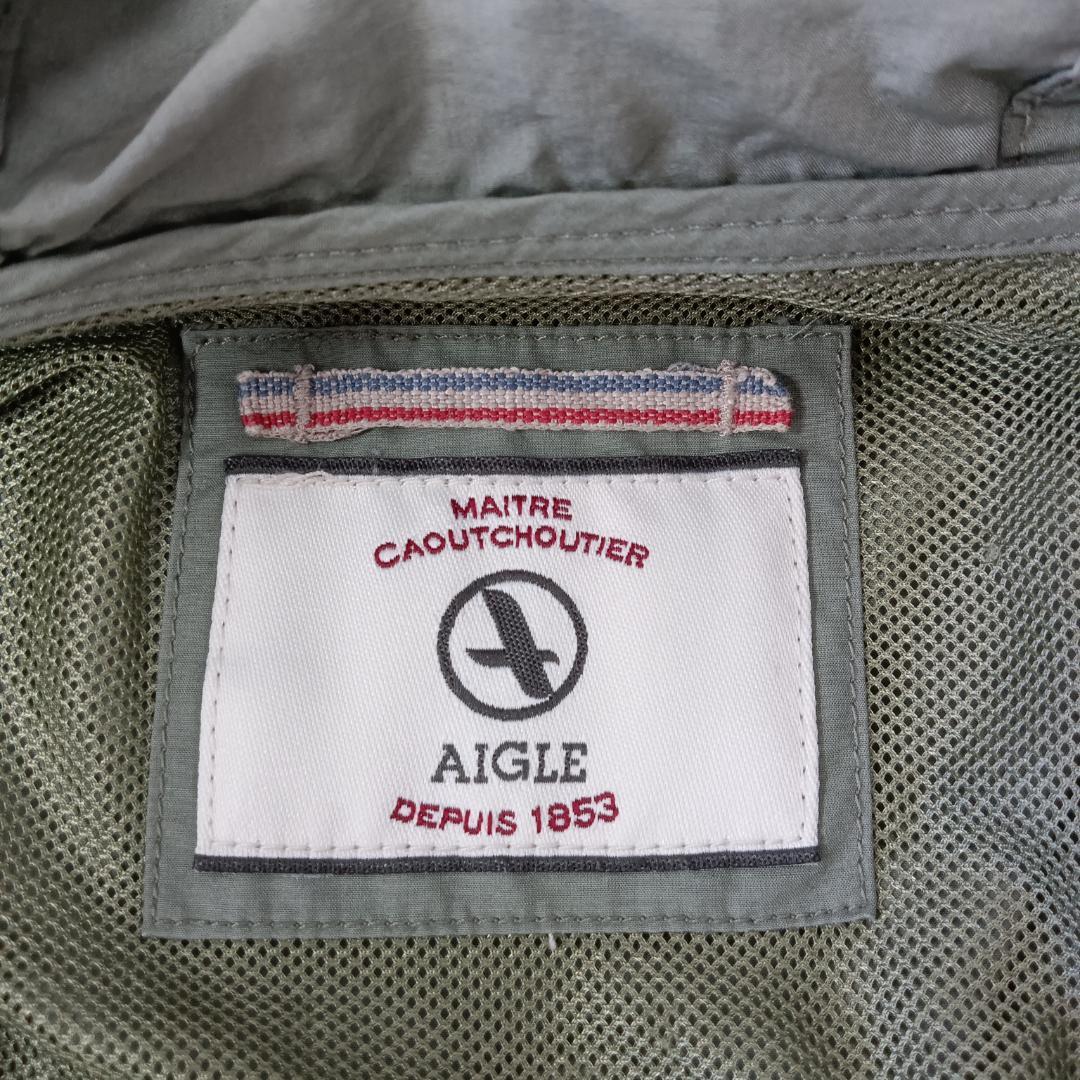 MAITRE
CAOUTCHOUTIER
AIGLE
DEPUIS 1853